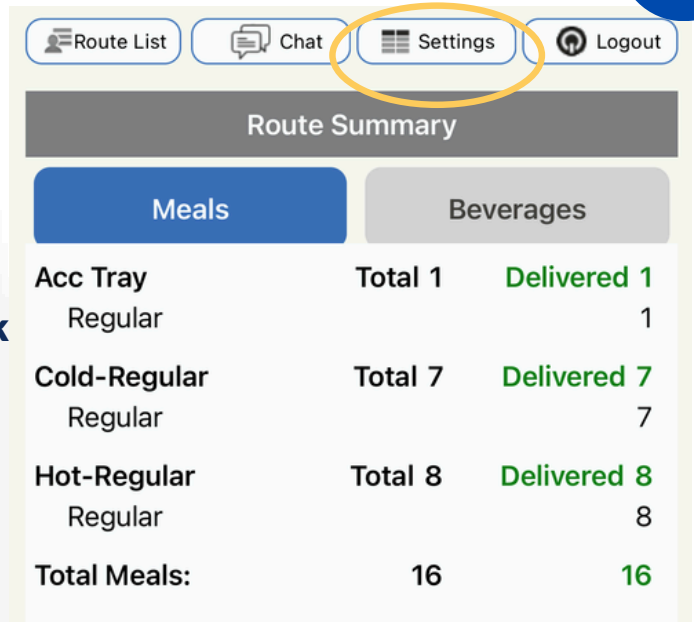 Route List Chat Settings Logout
Route Summary
Meals Beverages
Acc Tray Total 1 Delivered 1
Regular 1
k
Cold-Regular Total 7 Delivered 7
Regular 7
Hot-Regular Total 8 Delivered 8
Regular 8
Total Meals: 16 16